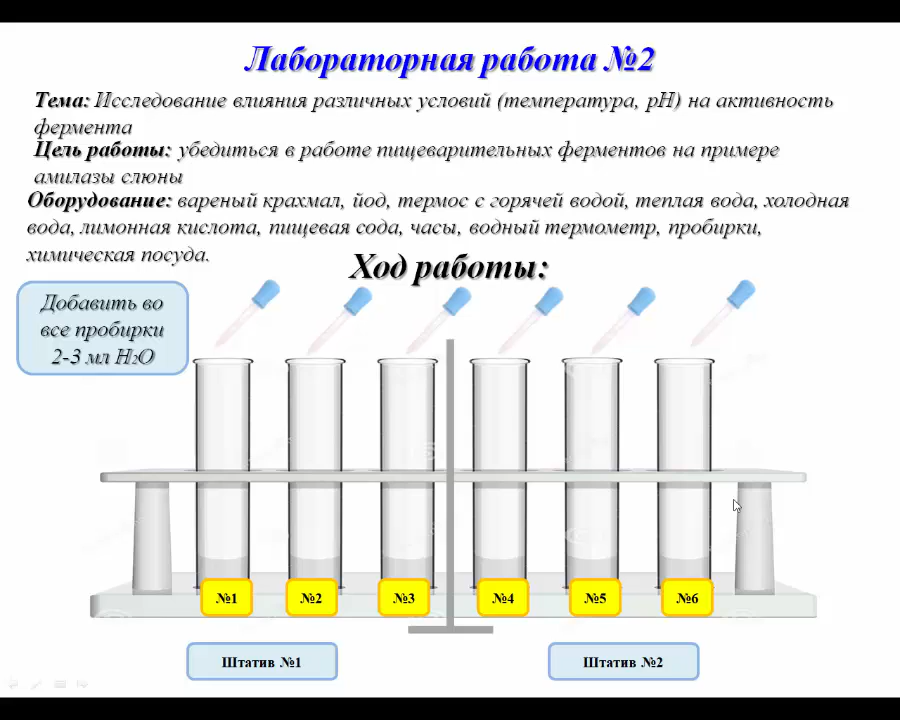 Лабораторная работа №2
Тема: Исследование влияния различных условий (температура, pH) на активность
фермента
Цель работы: убедиться в работе пищеварительных ферментов на примере
амилазы слюны
Оборудование: вареный крахмал, йод, термос с горячей водой, теплая вода, холодная
вода, лимонная кислота, пищевая сода, часы, водный термометр, пробирки,
химическая посуда.
Ход работы:
Добавить во
все пробирки
2-3 мл H2O
№1
№2
№3
№4
№5
№6
Штатив №1
Штатив №2